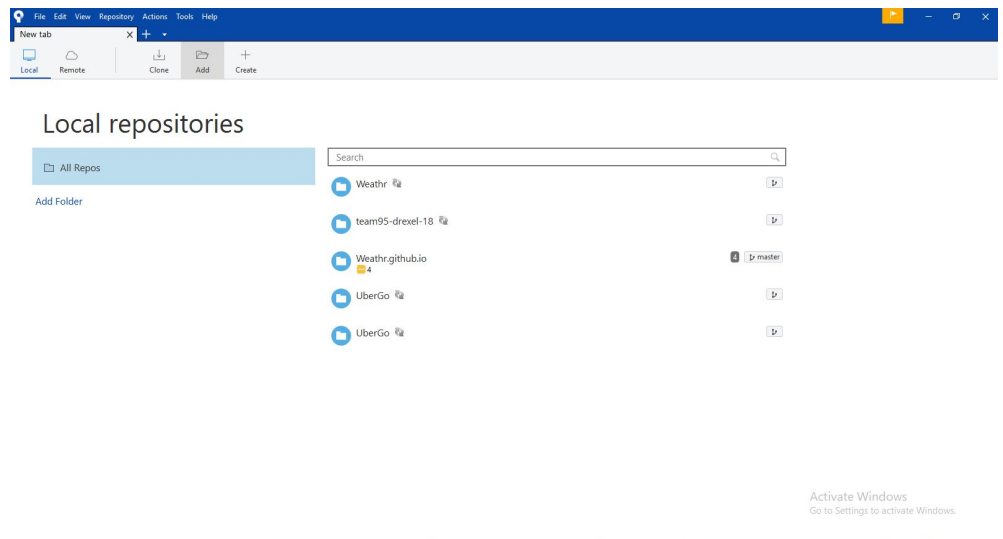 File Edit View Repository Actions Tools Help
New tab
Local Remote Clone Add Create
Local repositories
All Repos
Add Folder
Search
Weathr
team95-drexel-18
Weathr.github.io 4 master
4
UberGo
UberGo
Activate Windows
Go to Settings to activate Windows.